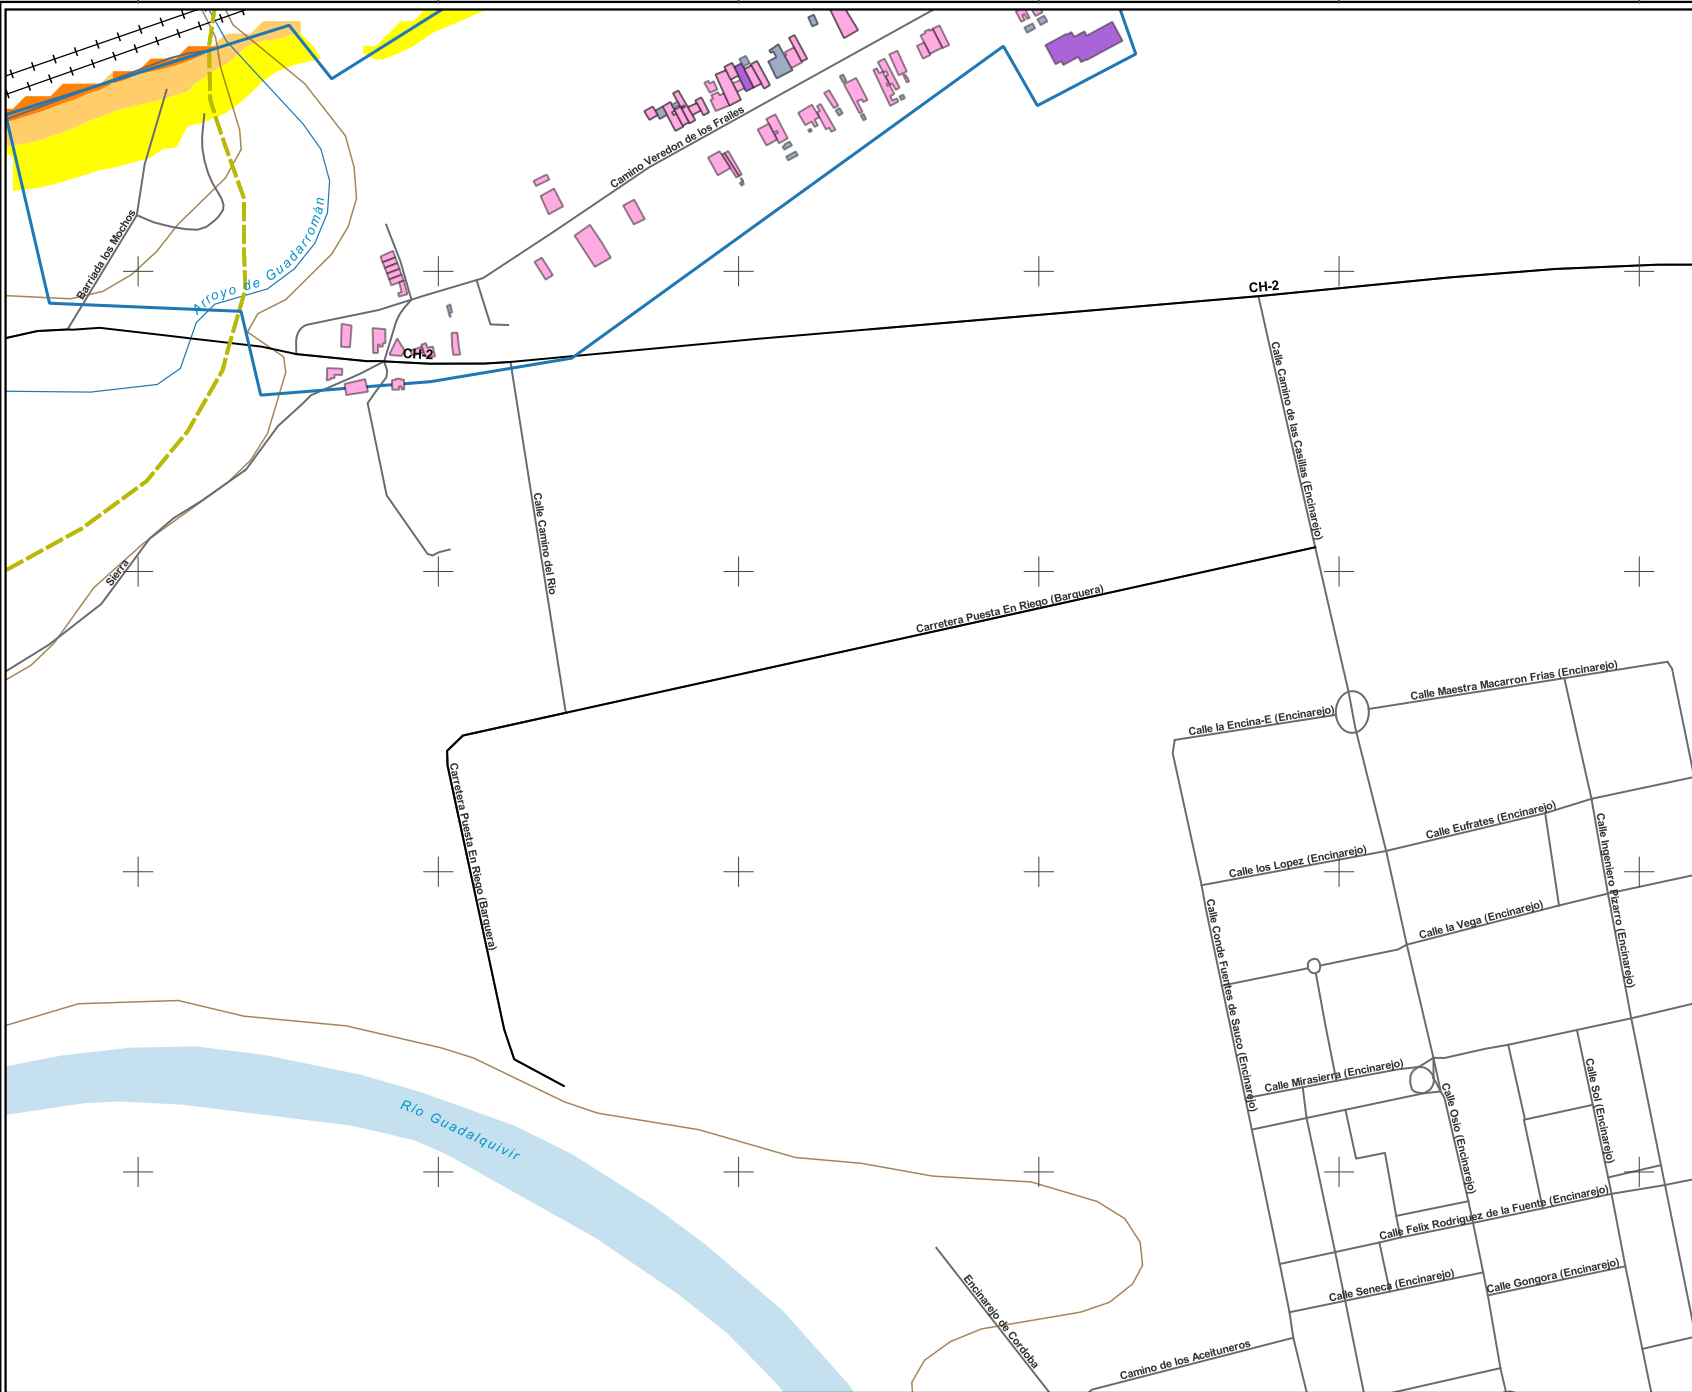 Camino Veredon de los Frailes
Barriada los Mochos
Arroyo de Guadarromán
CH-2
CH-2
Calle Camino de las Casillas (Encinarejo)
Calle Camino del Rio
Sierra
Carretera Puesta En Riego (Barquera)
Calle Maestra Macarron Frias (Encinarejo)
Calle la Encina-E (Encinarejo)
Carretera Puesta En Riego (Barquera)
Calle Eufrates (Encinarejo)
Calle Ingeniero Pizarro (Encinarejo)
Calle los Lopez (Encinarejo)
Calle Conde Fuentes de Sauco (Encinarejo)
Calle la Vega (Encinarejo)
Calle Mirasierra (Encinarejo)
Calle Sol (Encinarejo)
Calle Osio (Encinarejo)
Río Guadalquivir
Calle Felix Rodriguez de la Fuente (Encinarejo)
Calle Seneca (Encinarejo)
Calle Gongora (Encinarejo)
Encinarejo de Cordoba
Camino de los Aceituneros